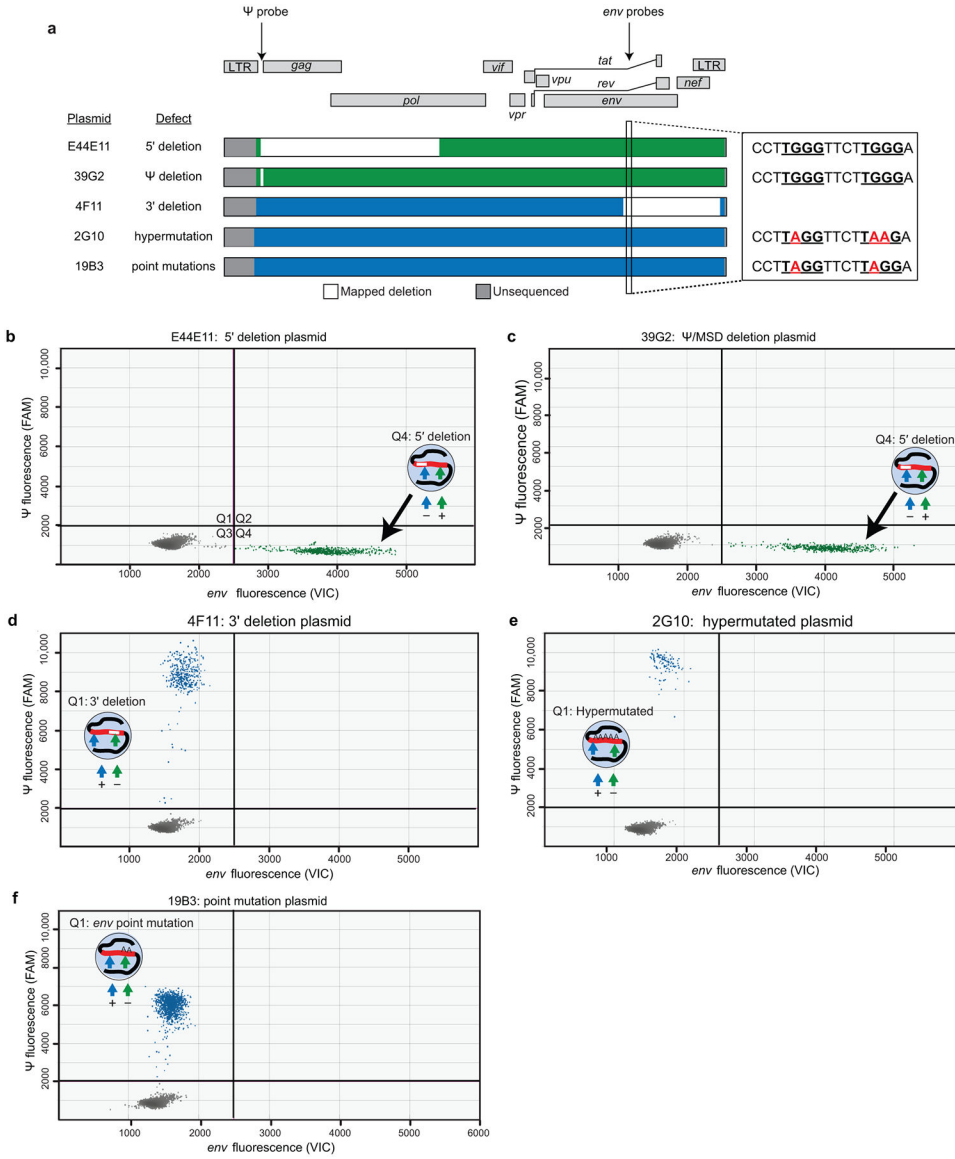 a
Ψ probe
env probes
LTR
gag
vif
tat
LTR
vpu
rev
nef
pol
vpr
env
Plasmid Defect
E44E11 5' deletion
CCTTGGGTTCTTGGGA
39G2 Ψ deletion
CCTTGGGTTCTTGGGA
4F11 3' deletion
2G10 hypermutation
CCTTAGGTTCTTAAGA
19B3 point mutations
CCTTAGGTTCTTAGGA
Mapped deletion Unsequenced
b
E44E11: 5' deletion plasmid
Ψ fluorescence (FAM)
10,000
8000
6000
4000
2000
Q4: 5' deletion
− +
Q1 Q2
Q3 Q4
1000 2000 3000 4000 5000
env fluorescence (VIC)
c
39G2: Ψ/MSD deletion plasmid
Ψ fluorescence (FAM)
10,000
8000
6000
4000
2000
Q4: 5' deletion
− +
1000 2000 3000 4000 5000
env fluorescence (VIC)
d
4F11: 3' deletion plasmid
Ψ fluorescence (FAM)
10,000
8000
6000
4000
2000
Q1: 3' deletion
+ −
1000 2000 3000 4000 5000
env fluorescence (VIC)
e
2G10: hypermutated plasmid
Ψ fluorescence (FAM)
10,000
8000
6000
4000
2000
Q1: Hypermutated
AAAAA
+ −
1000 2000 3000 4000 5000
env fluorescence (VIC)
f
19B3: point mutation plasmid
Ψ fluorescence (FAM)
10,000
8000
6000
4000
2000
Q1: env point mutation
AA
+ −
1000 2000 3000 4000 5000 6000
env fluorescence (VIC)